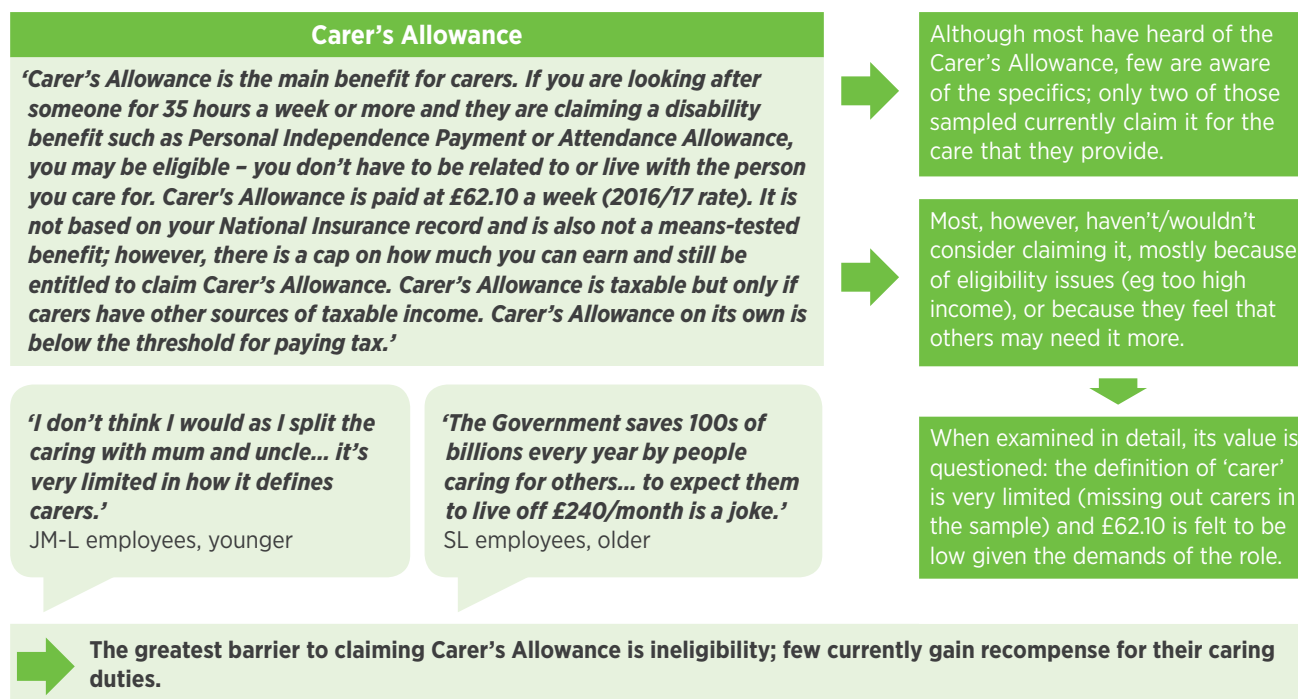 Carer’s Allowance
‘Carer’s Allowance is the main benefit for carers. If you are looking after
someone for 35 hours a week or more and they are claiming a disability
benefit such as Personal Independence Payment or Attendance Allowance,
you may be eligible – you don’t have to be related to or live with the person
you care for. Carer's Allowance is paid at £62.10 a week (2016/17 rate). It is
not based on your National Insurance record and is also not a means-tested
benefit; however, there is a cap on how much you can earn and still be
entitled to claim Carer’s Allowance. Carer’s Allowance is taxable but only if
carers have other sources of taxable income. Carer’s Allowance on its own is
below the threshold for paying tax.’
Although most have heard of the
Carer’s Allowance, few are aware
of the specifics; only two of those
sampled currently claim it for the
care that they provide.
Most, however, haven’t/wouldn’t
consider claiming it, mostly because
of eligibility issues (eg too high
income), or because they feel that
others may need it more.
When examined in detail, its value is
questioned: the definition of ‘carer’
is very limited (missing out carers in
the sample) and £62.10 is felt to be
low given the demands of the role.
‘I don’t think I would as I split the
caring with mum and uncle... it’s
very limited in how it defines
carers.’
JM-L employees, younger
‘The Government saves 100s of
billions every year by people
caring for others... to expect them
to live off £240/month is a joke.’
SL employees, older
The greatest barrier to claiming Carer’s Allowance is ineligibility; few currently gain recompense for their caring
duties.